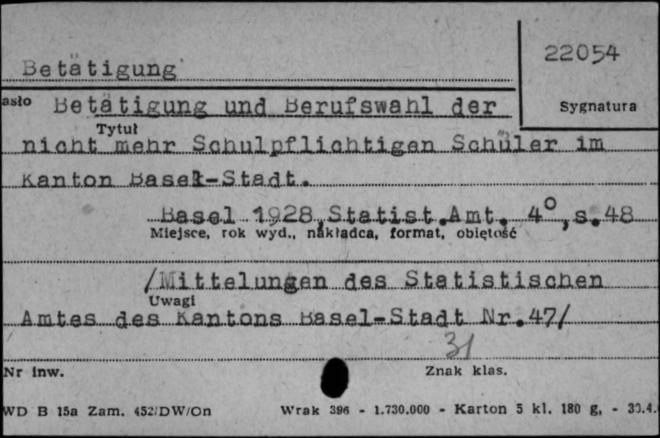 22054
Betätigung
asło Betätigung und Berufswahl der
Sygnatura
Tytuł
nicht mehr Schulpflichtigen Schüler im
Kanton Basel-Stadt.
Basel 1928, Statist.Amt. 4°, s.48
Miejsce, rok wyd., nakładca, format, objętość
/Mittelungen des Statistischen
Uwagi
Amtes des Kantons Basel-Stadt Nr.47/
31
Nr inw.
Znak klas.
WD B 15a Zam. 452/DW/On Wrak 396 - 1.730.000 - Karton 5 kl. 180 g, - 30.4.